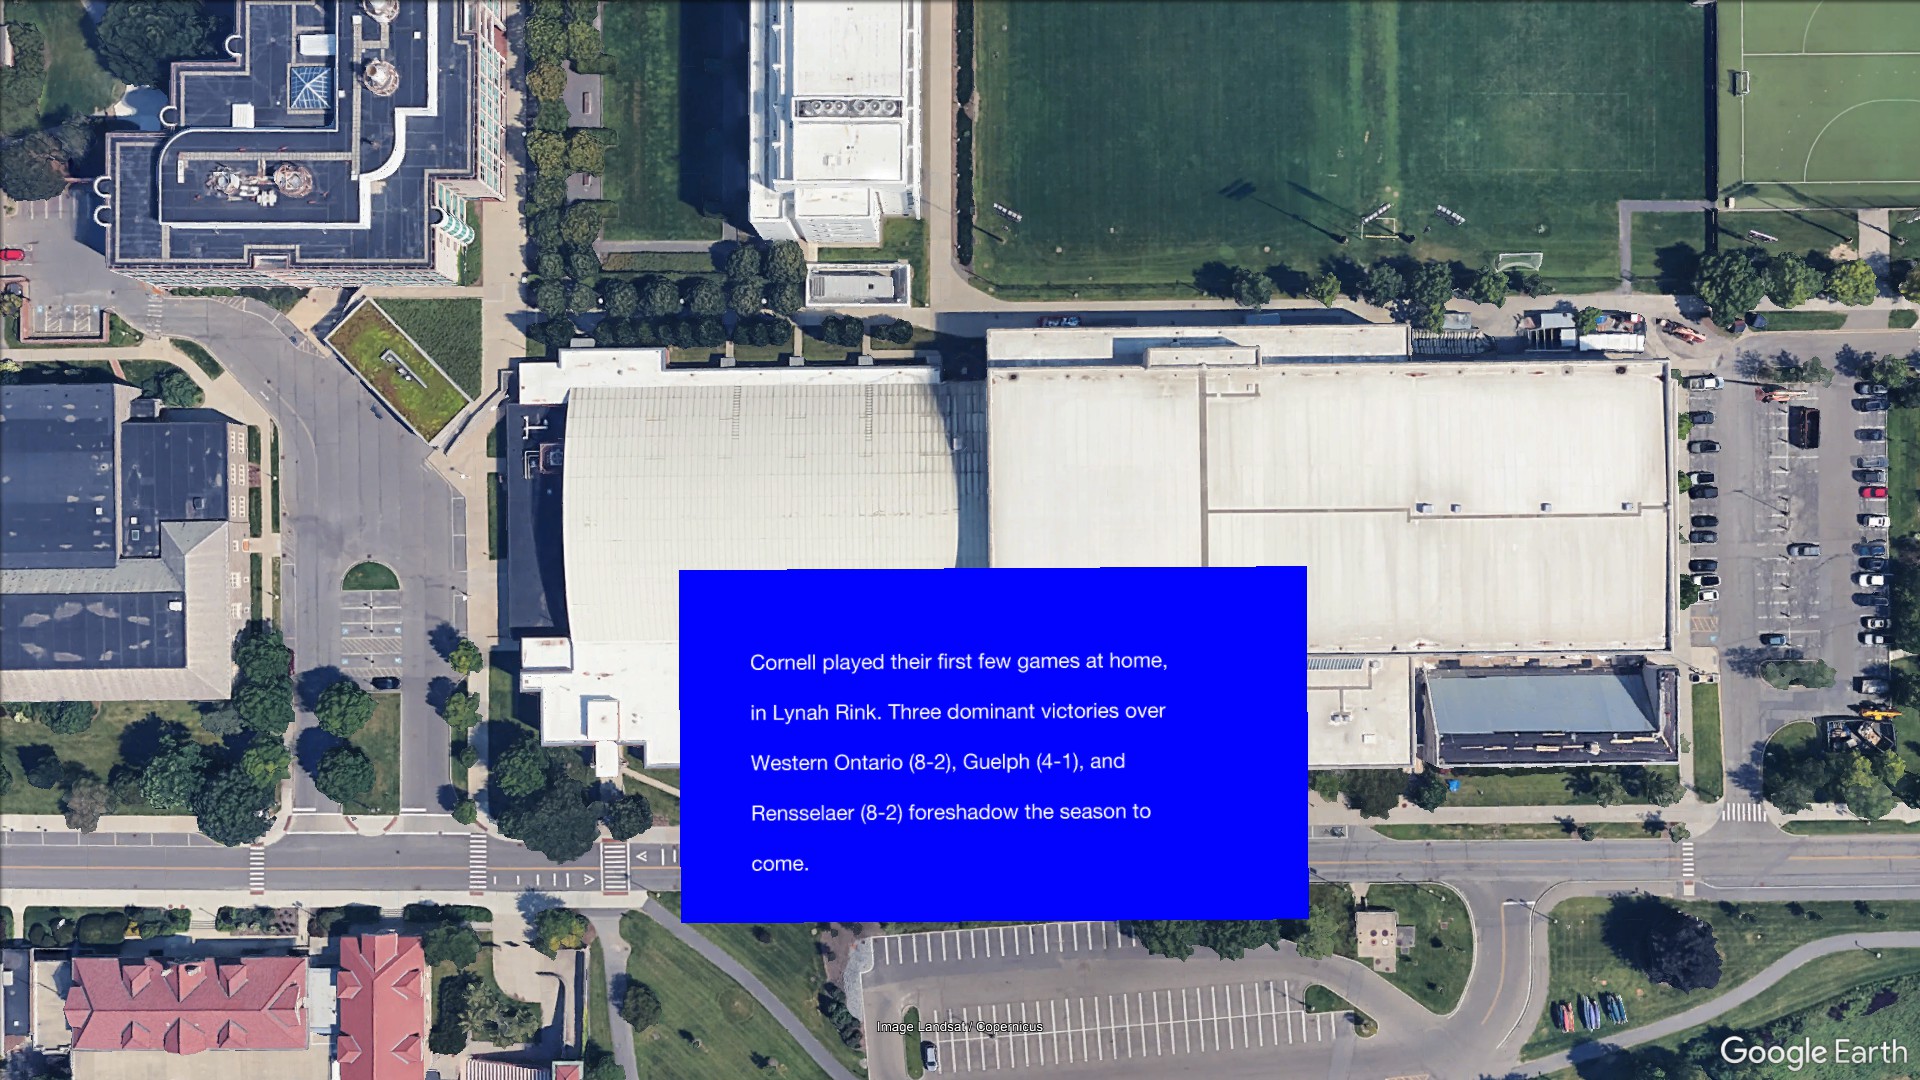 Cornell played their first few games at home,
in Lynah Rink. Three dominant victories over
Western Ontario (8-2), Guelph (4-1), and
Rensselaer (8-2) foreshadow the season to
come.
Image Landsat / Copernicus
Google Earth